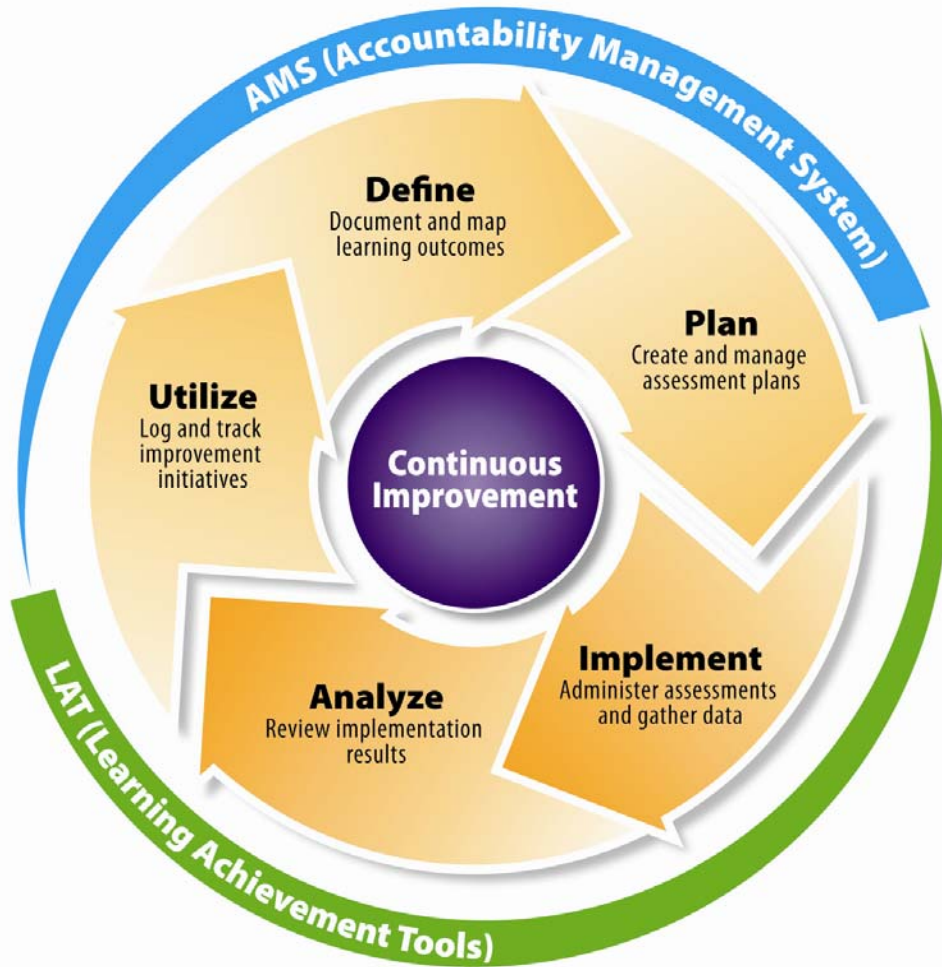 AMS (Accountability Management System)
Define
Document and map
learning outcomes
Plan
Create and manage
assessment plans
Utilize
Log and track
improvement
initiatives
Continuous
Improvement
Implement
Administer assessments
and gather data
Analyze
Review implementation
results
LAT (Learning Achievement Tools)